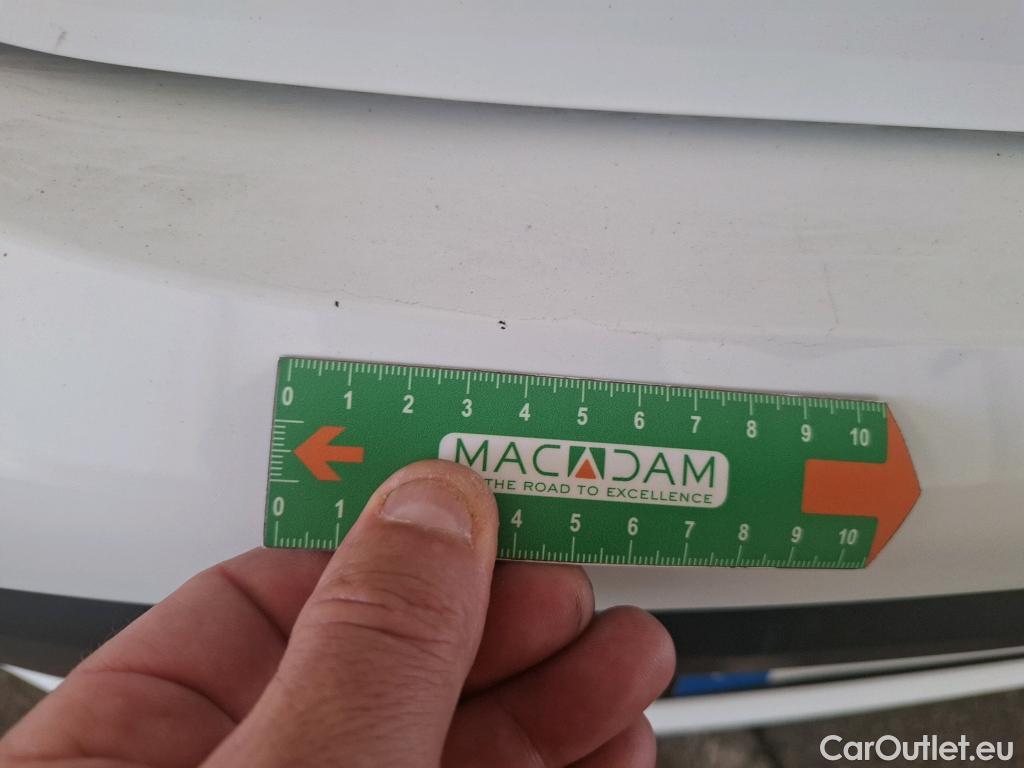 0 1 2 3 4 5 6 7 8 9 10
MACADAM
THE ROAD TO EXCELLENCE
0 1 4 5 6 7 8 9 10
CarOutlet.eu